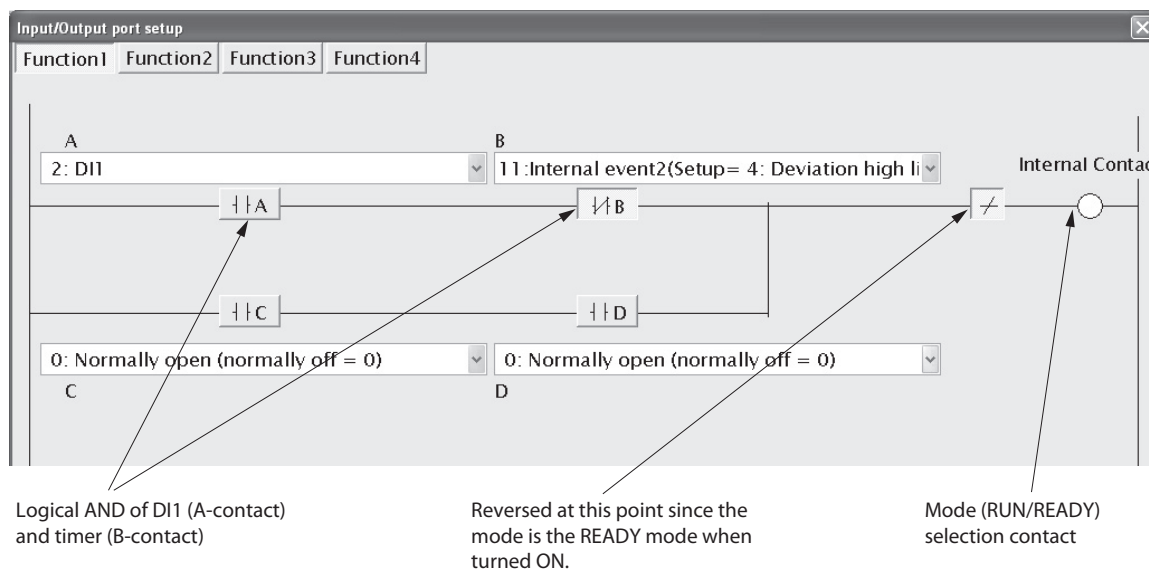 Input/Output port setup
Function1 Function2 Function3 Function4
A B
2: DI1 11:Internal event2(Setup= 4: Deviation high li Internal Contac
A B
C D
0: Normally open (normally off = 0) 0: Normally open (normally off = 0)
C D
Logical AND of DI1 (A-contact)
and timer (B-contact)
Reversed at this point since the
mode is the READY mode when
turned ON.
Mode (RUN/READY)
selection contact